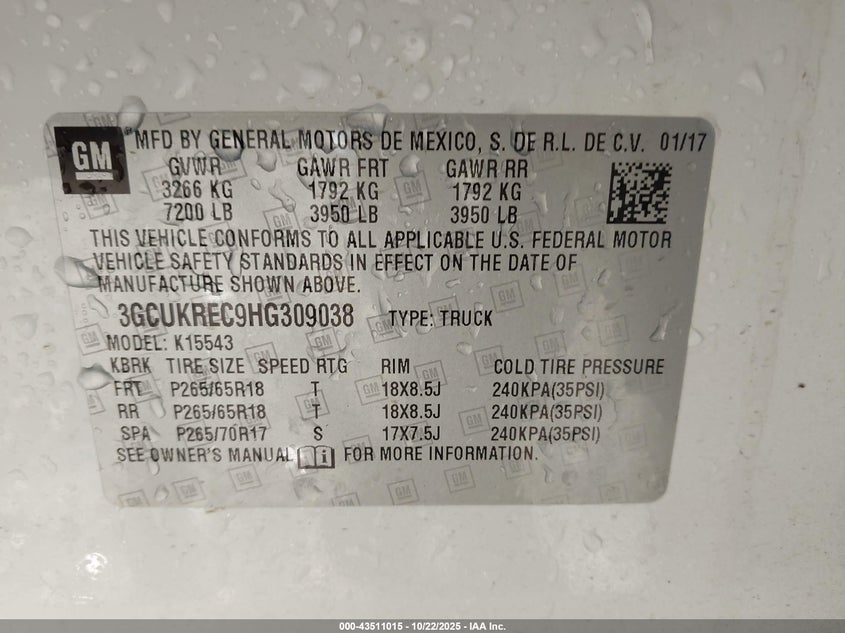 GM
®MFD BY GENERAL MOTORS DE MEXICO, S. DE R.L. DE C.V. 01/17
GVWR GAWR FRT GAWR RR
3266 KG 1792 KG 1792 KG
7200 LB 3950 LB 3950 LB
THIS VEHICLE CONFORMS TO ALL APPLICABLE U.S. FEDERAL MOTOR
VEHICLE SAFETY STANDARDS IN EFFECT ON THE DATE OF
MANUFACTURE SHOWN ABOVE.
3GCUKREC9HG309038 TYPE: TRUCK
MODEL: K15543
KBRK TIRE SIZE SPEED RTG RIM COLD TIRE PRESSURE
FRT P265/65R18 T 18X8.5J 240KPA(35PSI)
RR P265/65R18 T 18X8.5J 240KPA(35PSI)
SPA P265/70R17 S 17X7.5J 240KPA(35PSI)
SEE OWNER'S MANUAL FOR MORE INFORMATION.
000-43511015 - 10/22/2025 - IAA Inc.